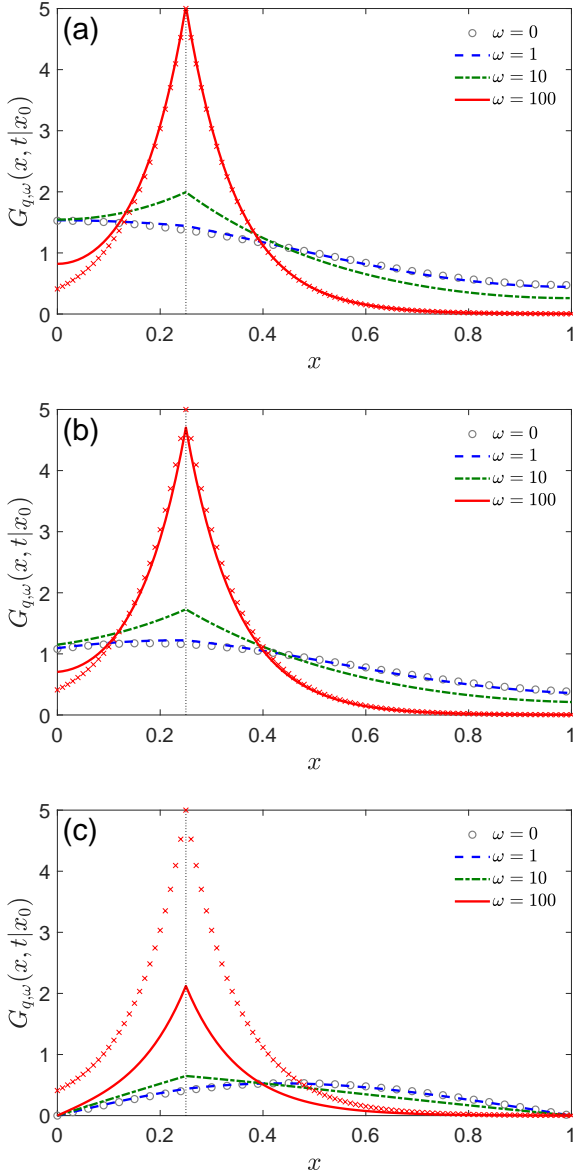 (a)
G_{q,ω}(x, t|x_0)
5
4
3
2
1
0
0 0.2 0.4 0.6 0.8 1
x
ω = 0
ω = 1
ω = 10
ω = 100
(b)
G_{q,ω}(x, t|x_0)
5
4
3
2
1
0
0 0.2 0.4 0.6 0.8 1
x
ω = 0
ω = 1
ω = 10
ω = 100
(c)
G_{q,ω}(x, t|x_0)
5
4
3
2
1
0
0 0.2 0.4 0.6 0.8 1
x
ω = 0
ω = 1
ω = 10
ω = 100